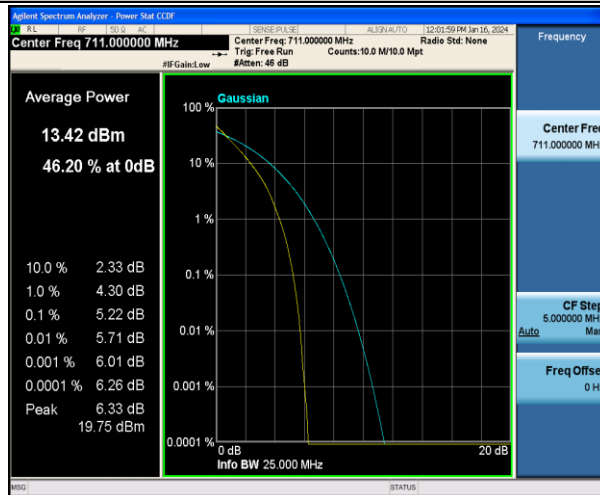 Agilent Spectrum Analyzer - Power Stat CCDF
RL RF 50 Ω AC SENSE:PULSE ALIGN AUTO 12:01:59 PM Jan 16, 2024
Center Freq 711.000000 MHz
Center Freq: 711.000000 MHz Radio Std: None
Trig: Free Run Counts:10.0 M/10.0 Mpt
#IFGain:Low #Atten: 46 dB
Frequency
Average Power
13.42 dBm
46.20 % at 0dB
10.0 % 2.33 dB
1.0 % 4.30 dB
0.1 % 5.22 dB
0.01 % 5.71 dB
0.001 % 6.01 dB
0.0001 % 6.26 dB
Peak 6.33 dB
19.75 dBm
Gaussian
100 %
10 %
1 %
0.1 %
0.01 %
0.001 %
0.0001 %
0 dB 20 dB
Info BW 25.000 MHz
Center Freq
711.000000 MH
CF Step
5.000000 MH
Auto Ma
Freq Offse
0 H
MSG STATUS